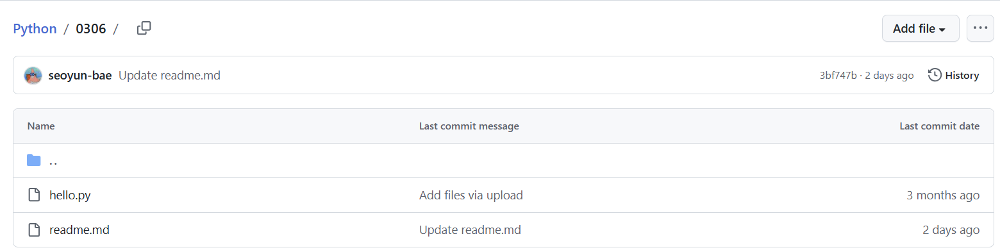 Python / 0306 /
Add file
seoyun-bae Update readme.md
3bf747b · 2 days ago
History
Name Last commit message Last commit date
..
hello.py Add files via upload 3 months ago
readme.md Update readme.md 2 days ago